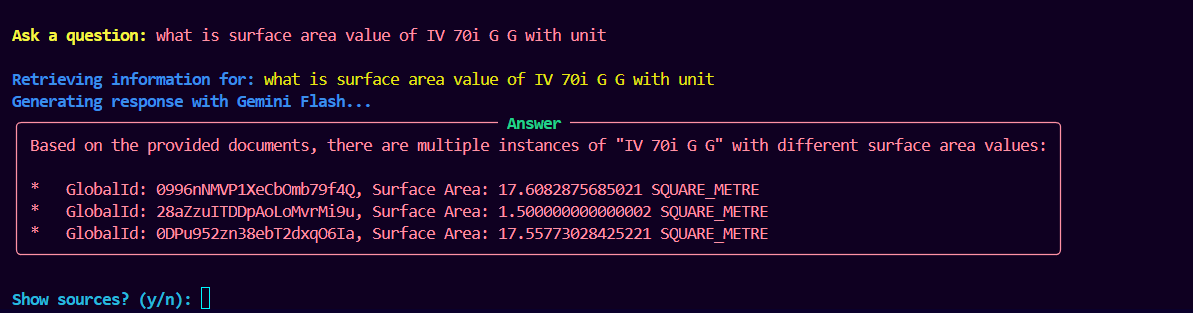 Ask a question: what is surface area value of IV 70i G G with unit
Retrieving information for: what is surface area value of IV 70i G G with unit
Generating response with Gemini Flash...
Answer
Based on the provided documents, there are multiple instances of "IV 70i G G" with different surface area values:
* GlobalId: 0996nNMVP1XeCbOmb79f4Q, Surface Area: 17.6082875685021 SQUARE_METRE
* GlobalId: 28aZzuITDDpAoLoMvrMi9u, Surface Area: 1.500000000000002 SQUARE_METRE
* GlobalId: 0DPu952zn38ebT2dxqO6Ia, Surface Area: 17.55773028425221 SQUARE_METRE
Show sources? (y/n):